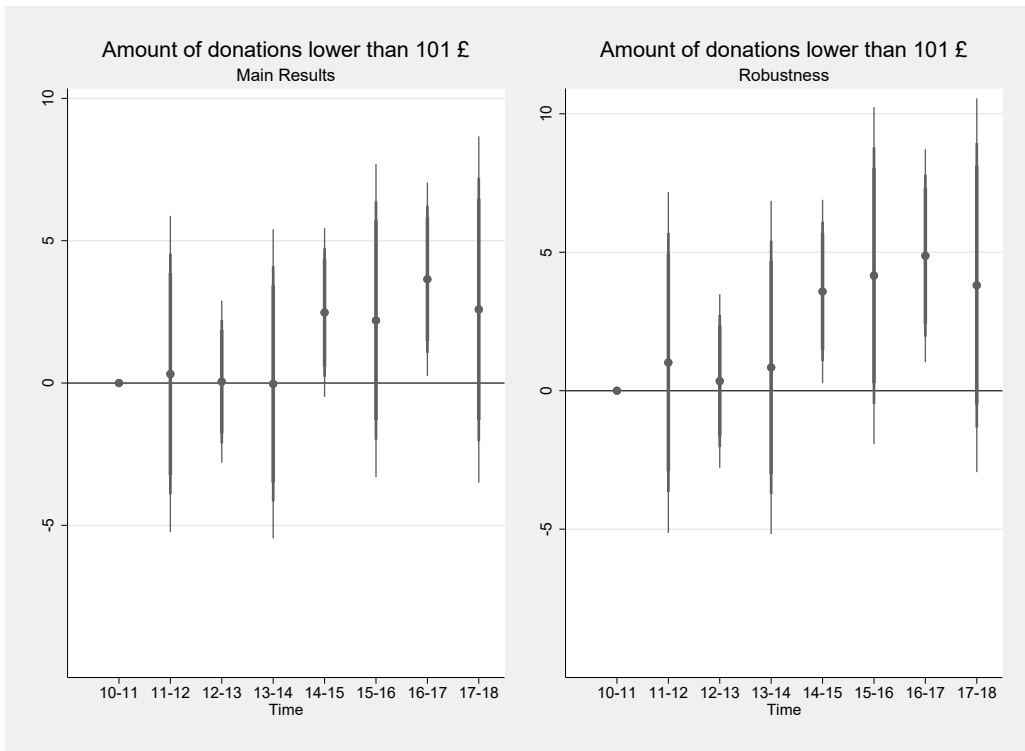 Amount of donations lower than 101 £
Main Results
10
5
0
-5
10-11 11-12 12-13 13-14 14-15 15-16 16-17 17-18
Time
Amount of donations lower than 101 £
Robustness
10
5
0
-5
10-11 11-12 12-13 13-14 14-15 15-16 16-17 17-18
Time